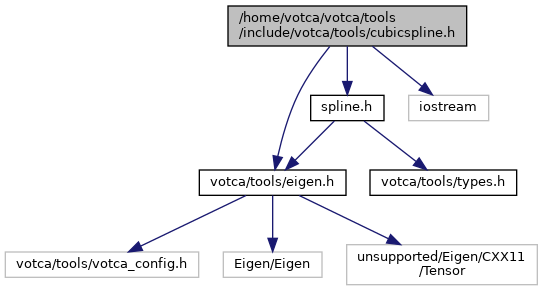 /home/votca/votca/tools
/include/votca/tools/cubicspline.h
spline.h
iostream
votca/tools/eigen.h
votca/tools/types.h
votca/tools/votca_config.h
Eigen/Eigen
unsupported/Eigen/CXX11
/Tensor